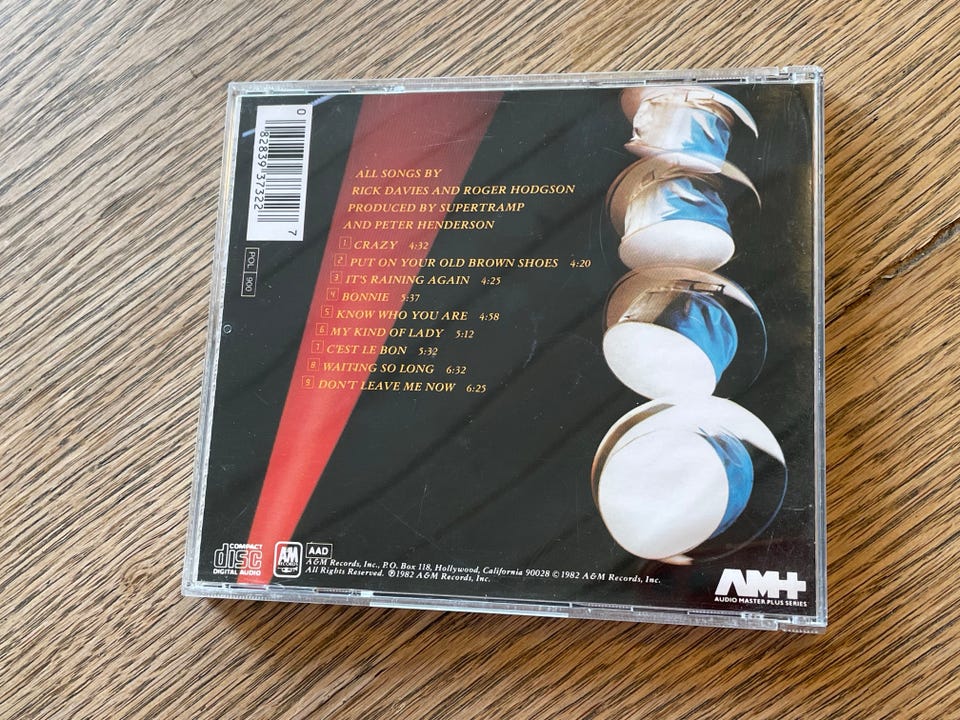 ALL SONGS BY
RICK DAVIES AND ROGER HODGSON
PRODUCED BY SUPERTRAMP
AND PETER HENDERSON
1 CRAZY 4:32
2 PUT ON YOUR OLD BROWN SHOES 4:20
3 IT'S RAINING AGAIN 4:25
4 BONNIE 5:37
5 KNOW WHO YOU ARE 4:58
6 MY KIND OF LADY 5:12
7 C'EST LE BON 5:32
8 WAITING SO LONG 6:32
9 DON'T LEAVE ME NOW 6:25
0 82839 37322 7
POL 900
COMPACT
disc
DIGITAL AUDIO
A&M
RECORDS
AAD
A&M Records, Inc., P.O. Box 118, Hollywood, California 90028 © 1982 A&M Records, Inc.
All Rights Reserved. ℗ 1982 A&M Records, Inc.
AM+
AUDIO MASTER PLUS SERIES